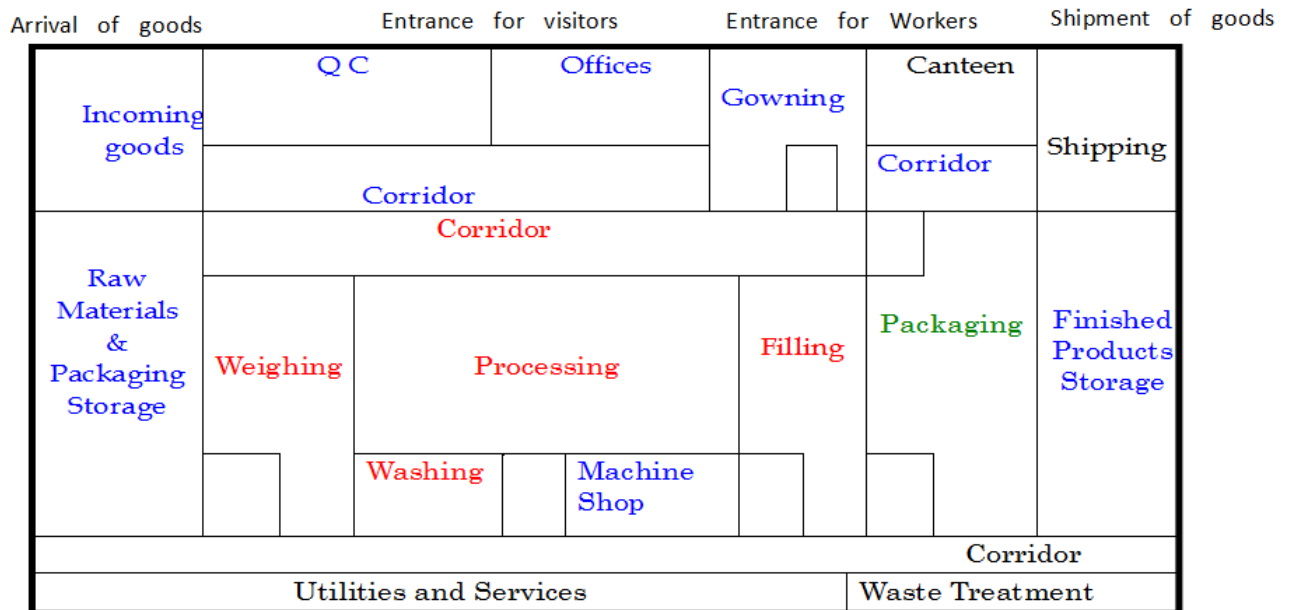 Arrival of goods
Entrance for visitors
Entrance for Workers
Shipment of goods
Q C
Offices
Canteen
Gowning
Incoming
goods
Shipping
Corridor
Corridor
Corridor
Raw
Materials
&
Packaging
Storage
Weighing
Processing
Filling
Packaging
Finished
Products
Storage
Washing
Machine
Shop
Corridor
Utilities and Services
Waste Treatment